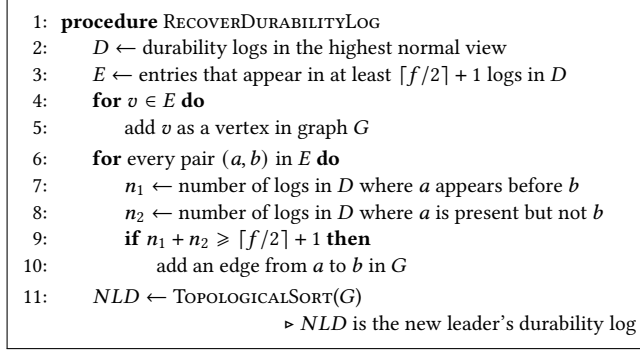 1: procedure RECOVERDURABILITYLOG
2: D ← durability logs in the highest normal view
3: E ← entries that appear in at least ⌈f/2⌉ + 1 logs in D
4: for v ∈ E do
5: add v as a vertex in graph G
6: for every pair (a, b) in E do
7: n₁ ← number of logs in D where a appears before b
8: n₂ ← number of logs in D where a is present but not b
9: if n₁ + n₂ ⩾ ⌈f/2⌉ + 1 then
10: add an edge from a to b in G
11: NLD ← TOPOLOGICALSORT(G)
▹ NLD is the new leader's durability log